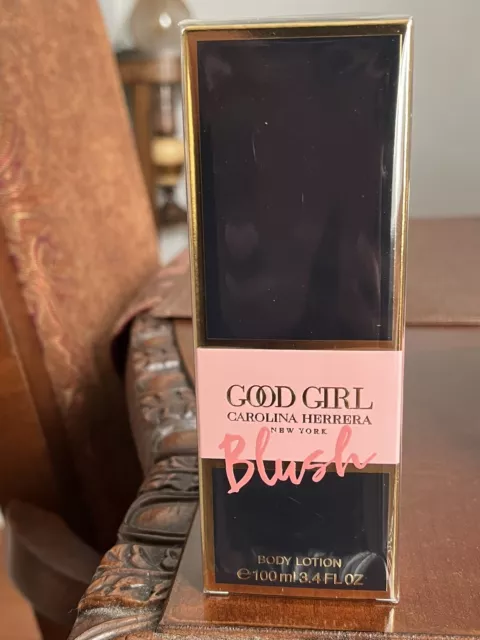 GOOD GIRL
CAROLINA HERRERA
NEW YORK
Blush
BODY LOTION
℮100 ml 3.4 FL OZ